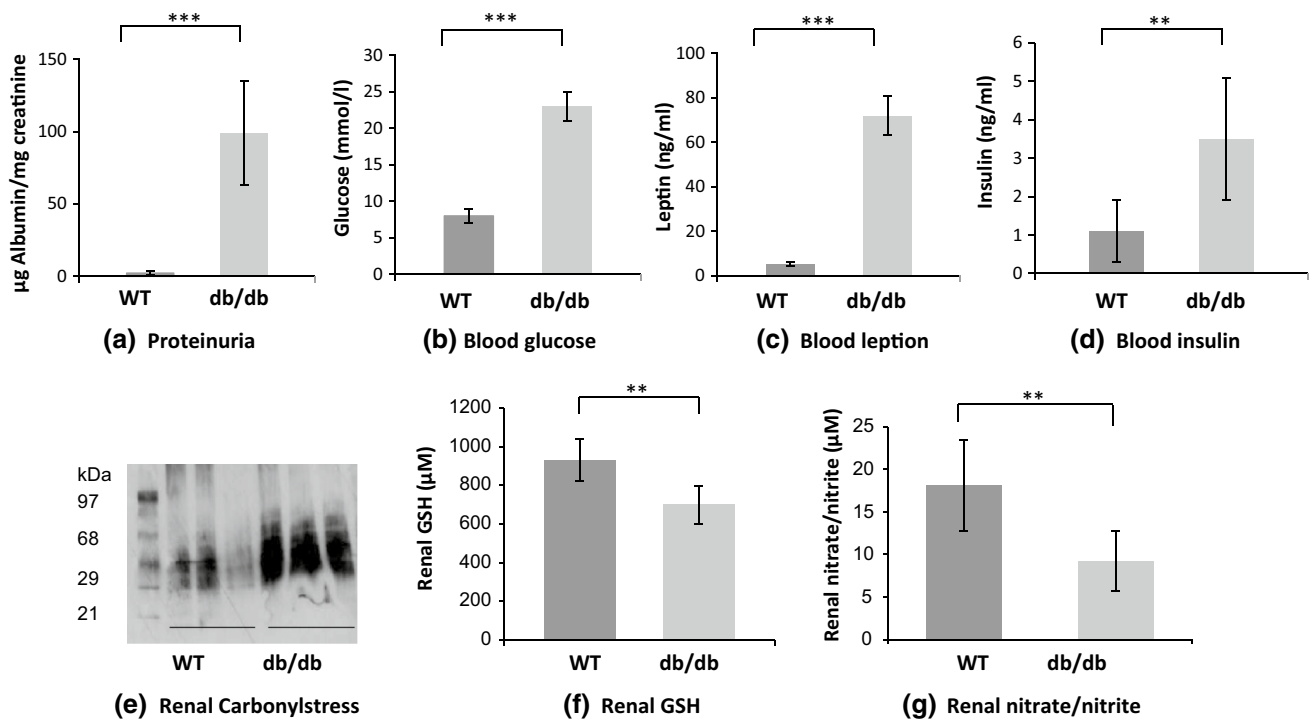 ***
µg Albumin/mg creatinine
150
100
50
0
WT db/db
(a) Proteinuria
***
Glucose (mmol/l)
30
25
20
15
10
5
0
WT db/db
(b) Blood glucose
***
Leptin (ng/ml)
100
80
60
40
20
0
WT db/db
(c) Blood leption
**
Insulin (ng/ml)
6
5
4
3
2
1
0
WT db/db
(d) Blood insulin
kDa
97
68
29
21
WT db/db
(e) Renal Carbonylstress
**
Renal GSH (µM)
1200
1000
800
600
400
200
0
WT db/db
(f) Renal GSH
**
Renal nitrate/nitrite (µM)
25
20
15
10
5
0
WT db/db
(g) Renal nitrate/nitrite